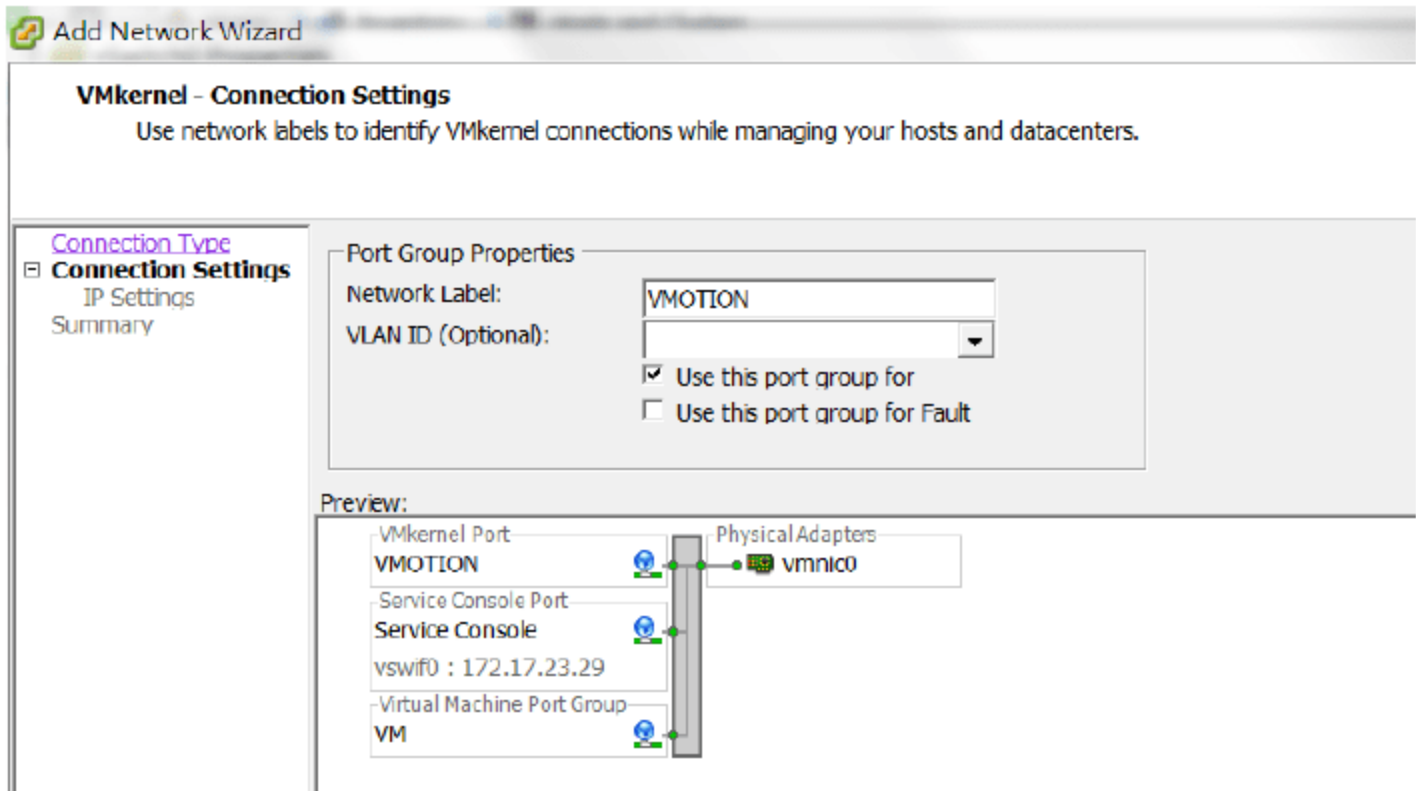 Add Network Wizard
VMkernel - Connection Settings
Use network labels to identify VMkernel connections while managing your hosts and datacenters.
Connection Type
Connection Settings
IP Settings
Summary
Port Group Properties
Network Label:
VMOTION
VLAN ID (Optional):
Use this port group for
Use this port group for Fault
Preview:
VMkernel Port
VMOTION
Service Console Port
Service Console
vswif0 : 172.17.23.29
Virtual Machine Port Group
VM
Physical Adapters
vmnic0